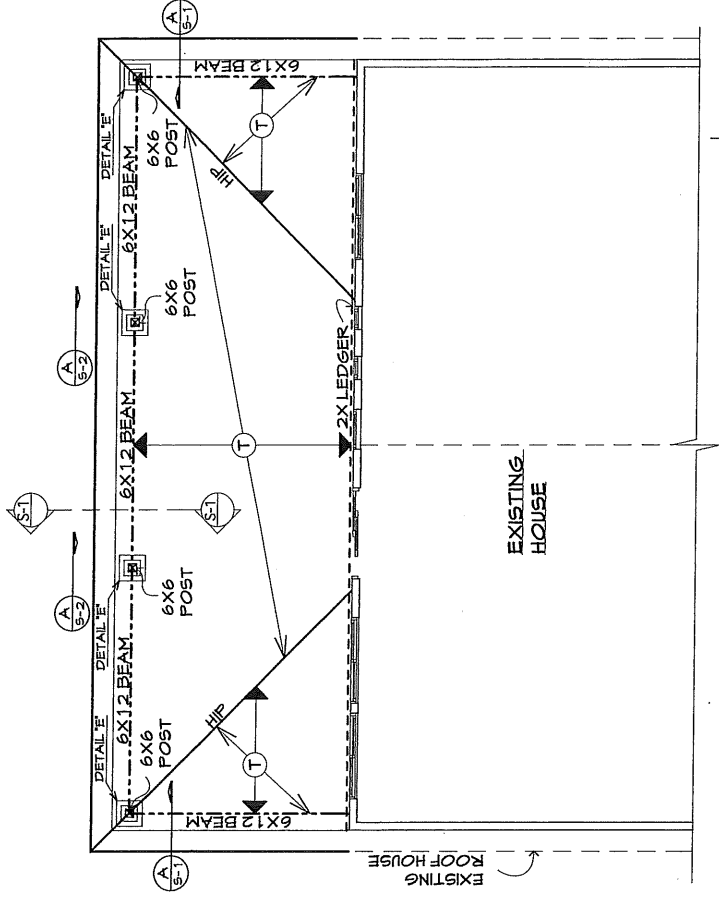 A
S-1
DETAIL "E"
6X6
POST
6X12 BEAM
6X12 BEAM
DETAIL "E"
6X6
POST
HIP
T
A
S-2
6X12 BEAM
2X LEDGER
T
S-1
S-1
EXISTING
HOUSE
A
S-2
DETAIL "E"
6X6
POST
6X12 BEAM
DETAIL "E"
6X6
POST
HIP
T
6X12 BEAM
A
S-1
EXISTING
ROOF HOUSE